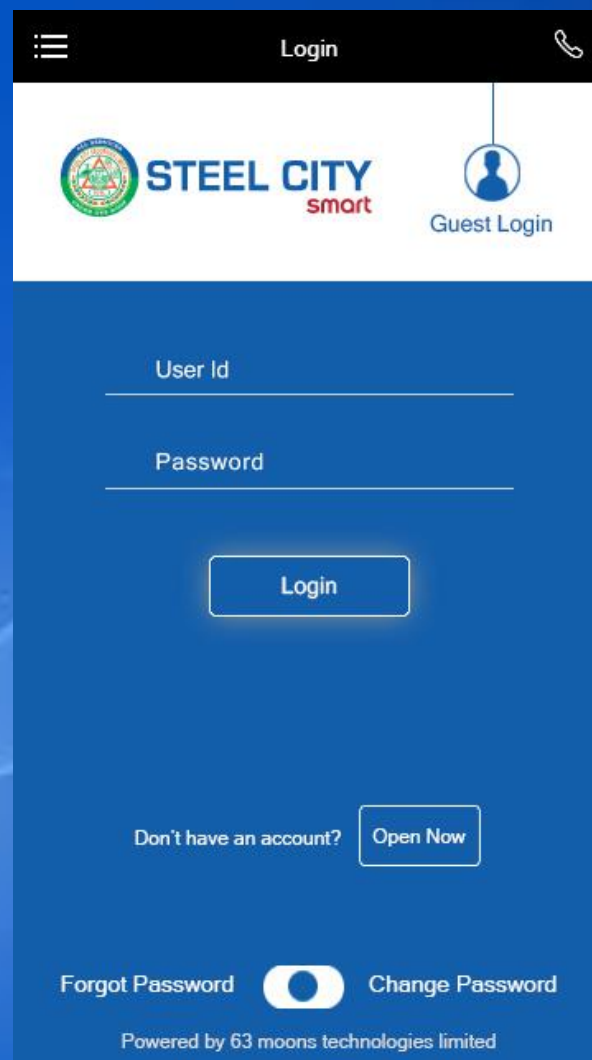 Login
STEEL CITY
smart
Guest Login
User Id
Password
Login
Don't have an account? Open Now
Forgot Password Change Password
Powered by 63 moons technologies limited